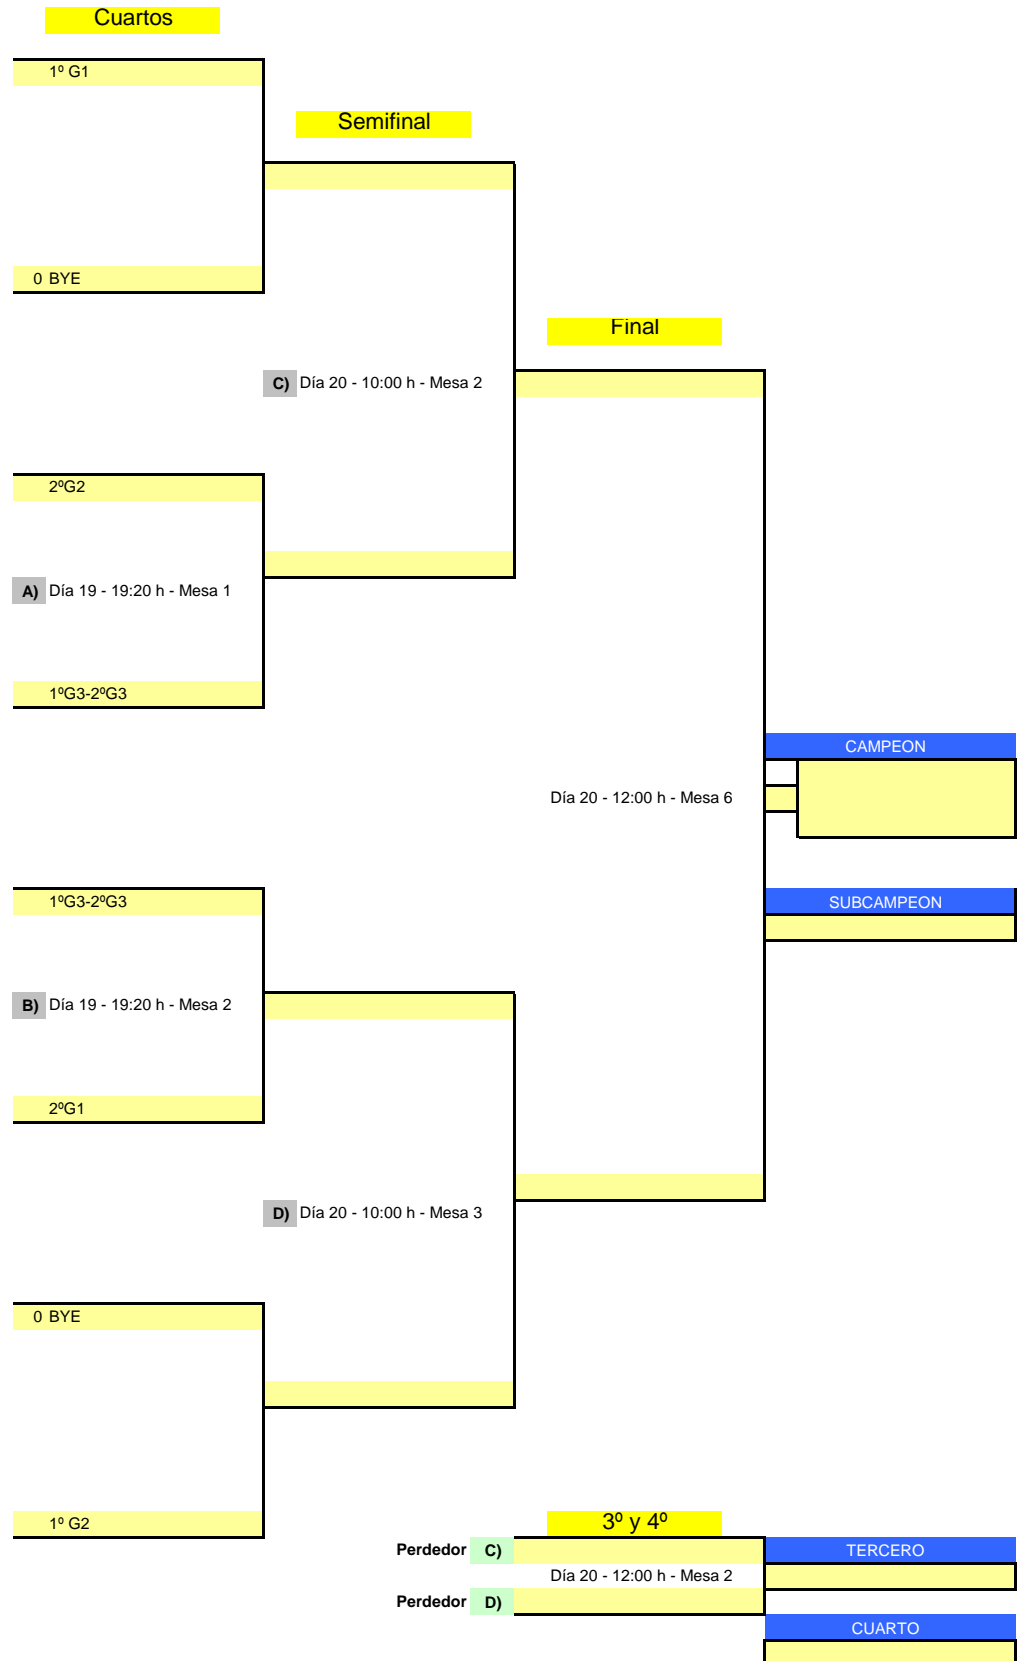 Cuartos
1º G1
Semifinal
0 BYE
Final
C) Día 20 - 10:00 h - Mesa 2
2ºG2
A) Día 19 - 19:20 h - Mesa 1
1ºG3-2ºG3
CAMPEON
Día 20 - 12:00 h - Mesa 6
1ºG3-2ºG3
SUBCAMPEON
B) Día 19 - 19:20 h - Mesa 2
2ºG1
D) Día 20 - 10:00 h - Mesa 3
0 BYE
1º G2
3º y 4º
Perdedor C)
TERCERO
Día 20 - 12:00 h - Mesa 2
Perdedor D)
CUARTO